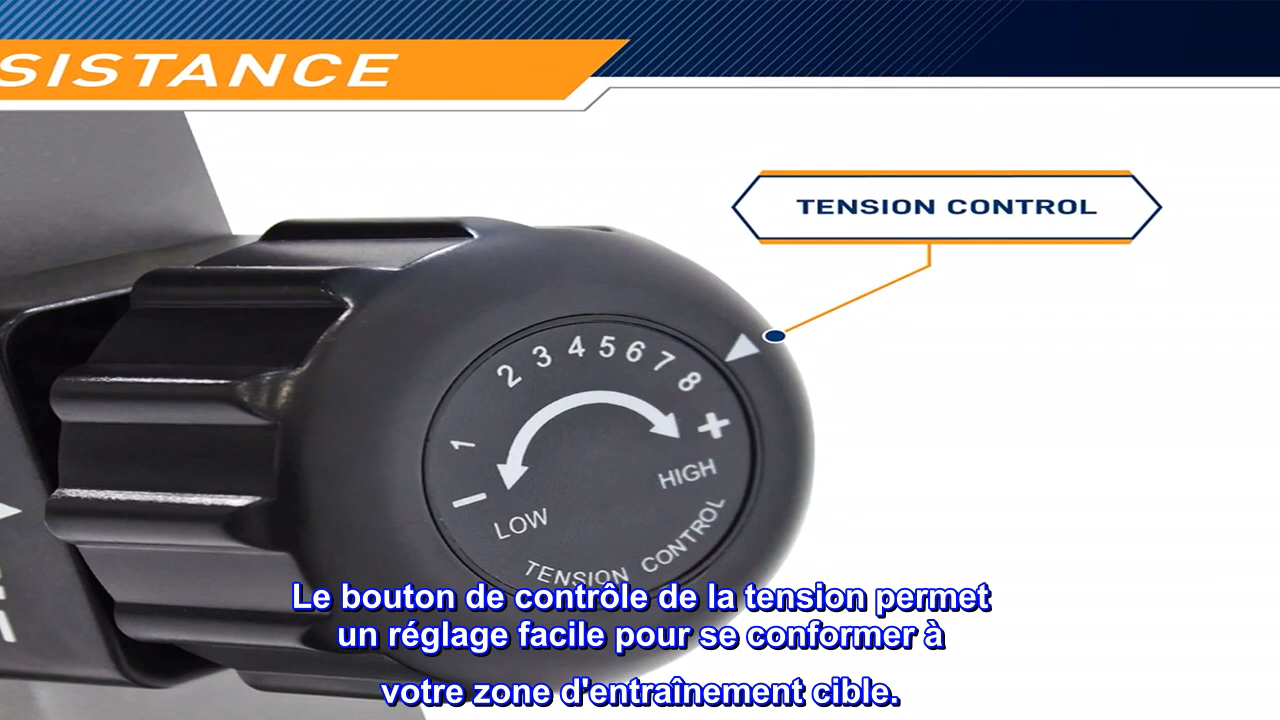 SISTANCE
TENSION CONTROL
1 2 3 4 5 6 7 8
− +
LOW HIGH
TENSION CONTROL
Le bouton de contrôle de la tension permet
un réglage facile pour se conformer à
votre zone d'entraînement cible.